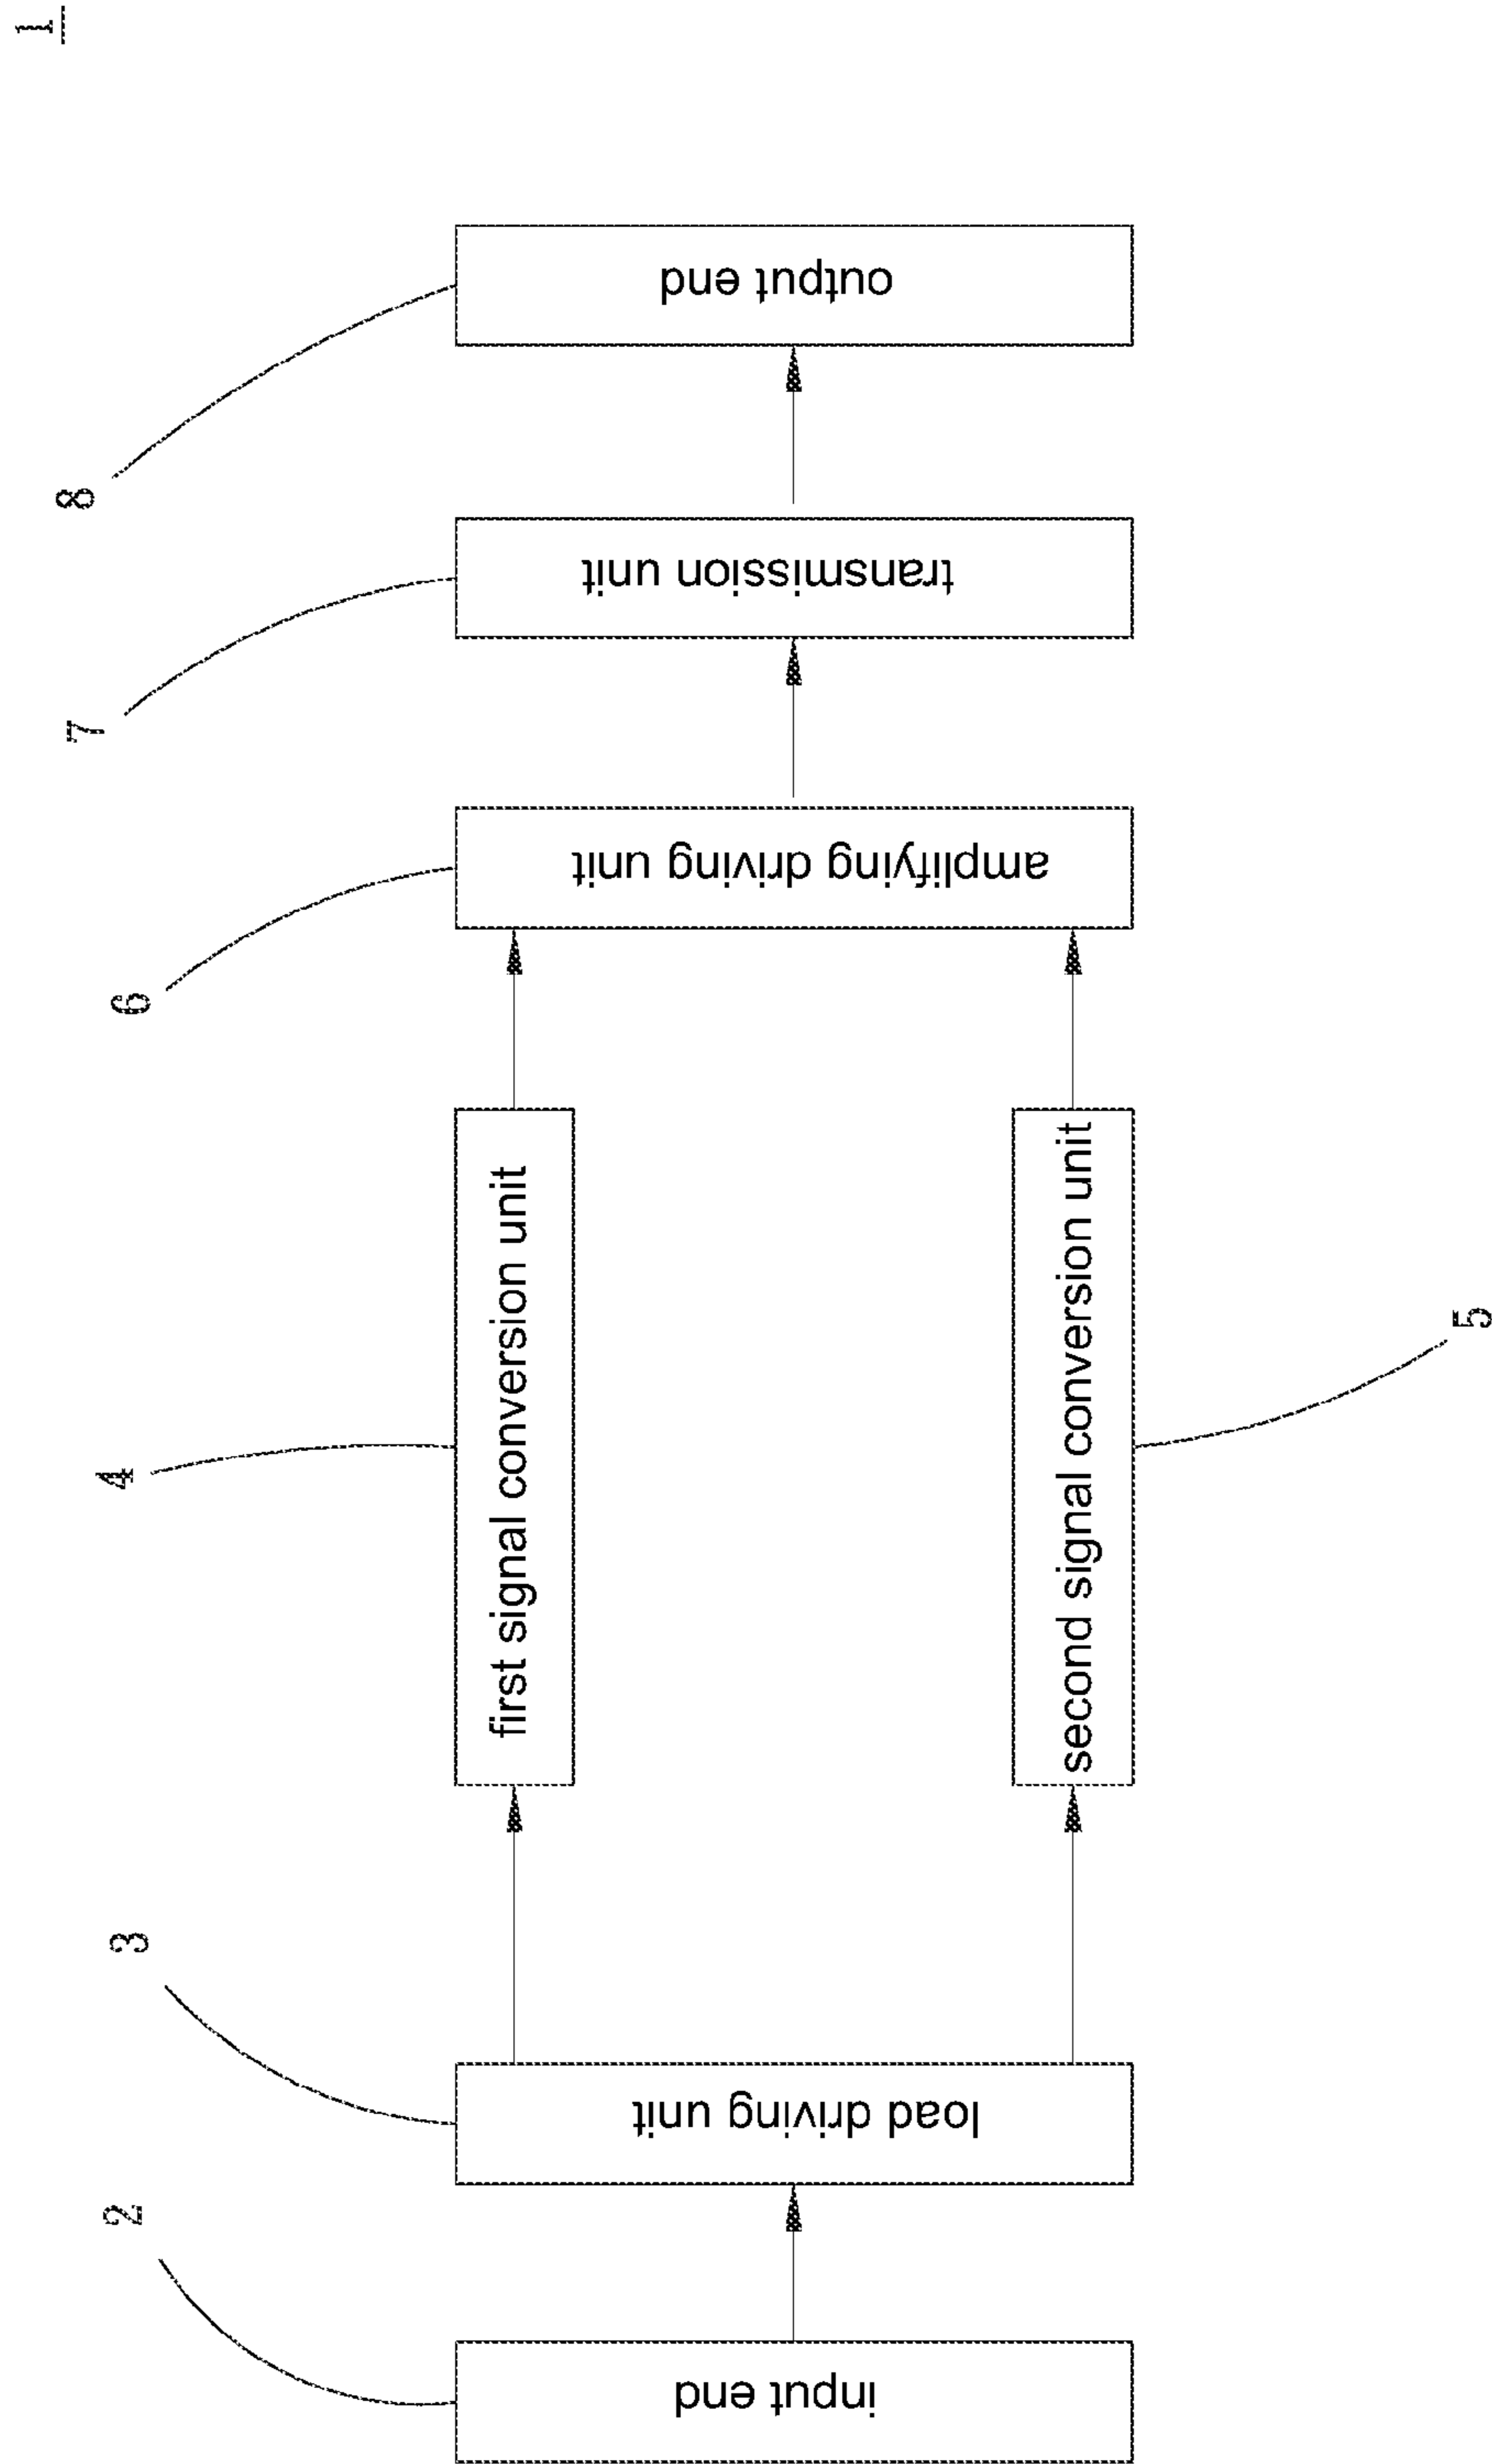 1
8
output end
7
transmission unit
6
amplifying driving unit
4
first signal conversion unit
second signal conversion unit
5
3
load driving unit
2
input end